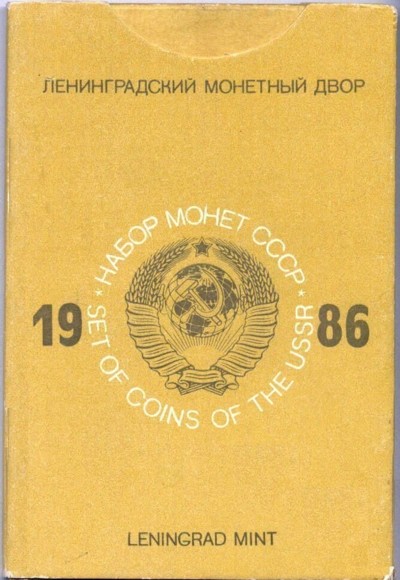 ЛЕНИНГРАДСКИЙ МОНЕТНЫЙ ДВОР
* НАБОР МОНЕТ СССР *
19 86
SET OF COINS OF THE USSR
LENINGRAD MINT